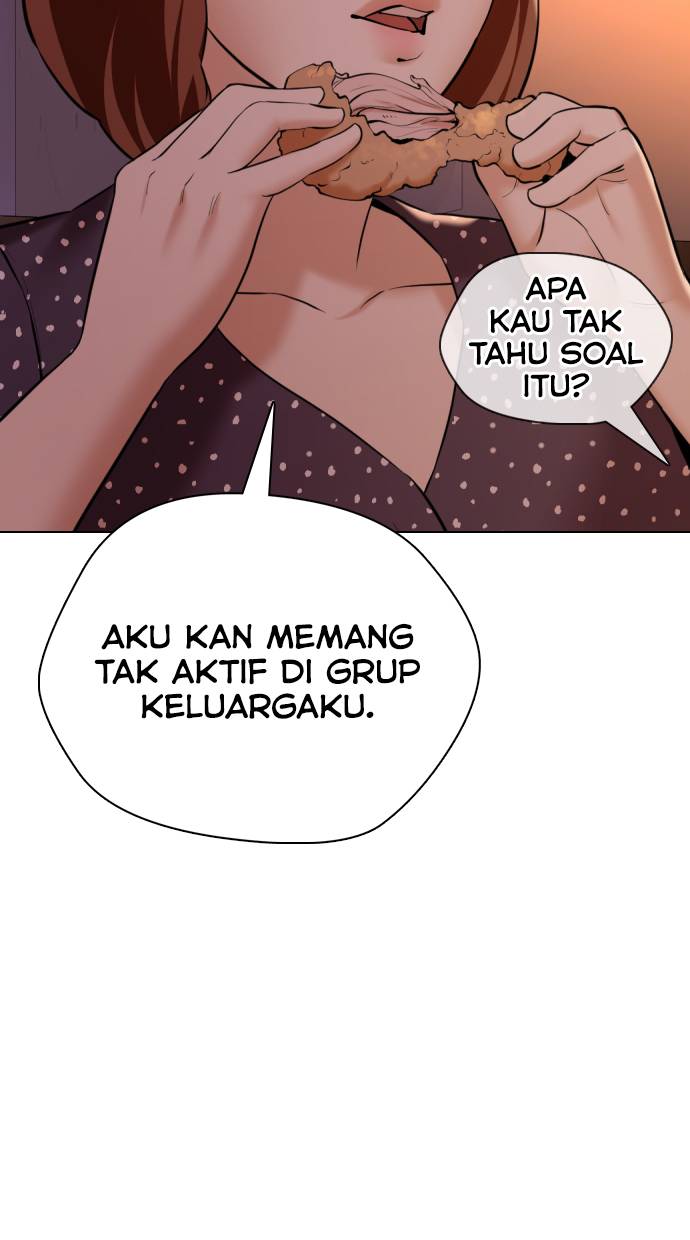 APA
KAU TAK
TAHU SOAL
ITU?
AKU KAN MEMANG
TAK AKTIF DI GRUP
KELUARGAKU.